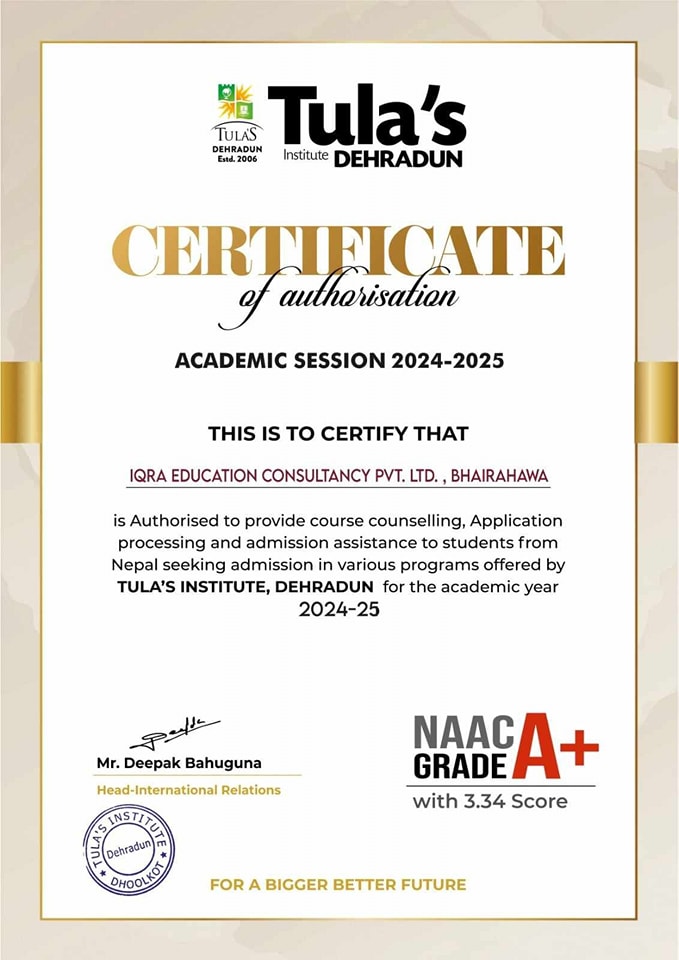 TULA'S
DEHRADUN
Estd. 2006
Tula's
Institute DEHRADUN
CERTIFICATE
of authorisation
ACADEMIC SESSION 2024-2025
THIS IS TO CERTIFY THAT
IQRA EDUCATION CONSULTANCY PVT. LTD. , BHAIRAHAWA
is Authorised to provide course counselling, Application
processing and admission assistance to students from
Nepal seeking admission in various programs offered by
TULA'S INSTITUTE, DEHRADUN for the academic year
2024-25
Mr. Deepak Bahuguna
Head-International Relations
TULA'S INSTITUTE
Dehradun
DHOOLKOT
NAAC
GRADE A+
with 3.34 Score
FOR A BIGGER BETTER FUTURE